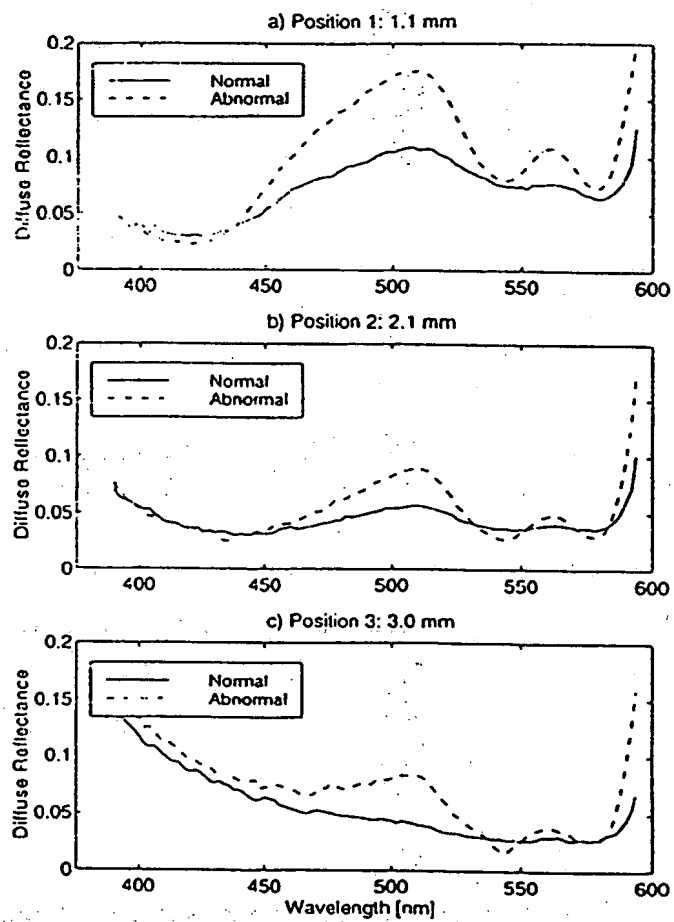 a) Position 1: 1.1 mm
0.2
0.15
0.1
0.05
0
Diffuse Reflectance
Normal
Abnormal
400
450
500
550
600
b) Position 2: 2.1 mm
0.2
0.15
0.1
0.05
0
Diffuse Reflectance
Normal
Abnormal
400
450
500
550
600
c) Position 3: 3.0 mm
0.2
0.15
0.1
0.05
0
Diffuse Reflectance
Normal
Abnormal
400
450
500
550
600
Wavelength [nm]